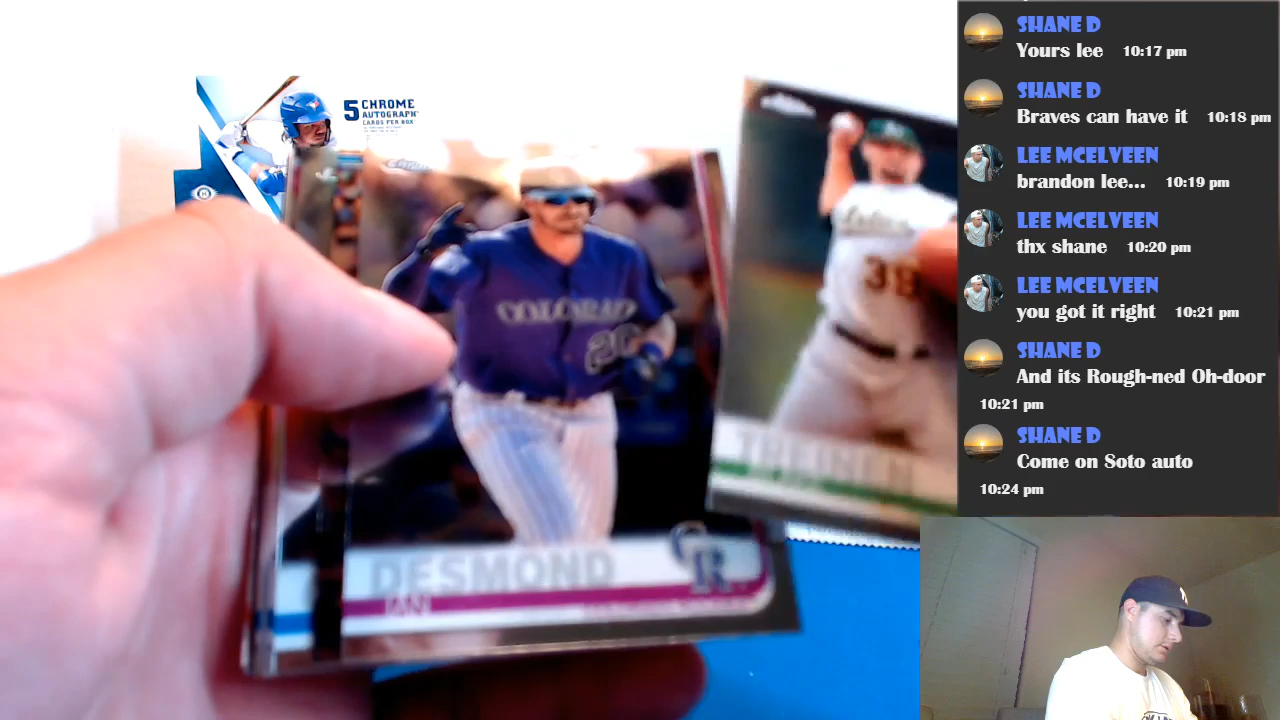 5 CHROME
AUTOGRAPH
CARDS PER BOX
COLORADO
20
DESMOND
IAN
39
TREINEN
SHANE D
Yours lee 10:17 pm
SHANE D
Braves can have it 10:18 pm
LEE MCELVEEN
brandon lee... 10:19 pm
LEE MCELVEEN
thx shane 10:20 pm
LEE MCELVEEN
you got it right 10:21 pm
SHANE D
And its Rough-ned Oh-door
10:21 pm
SHANE D
Come on Soto auto
10:24 pm